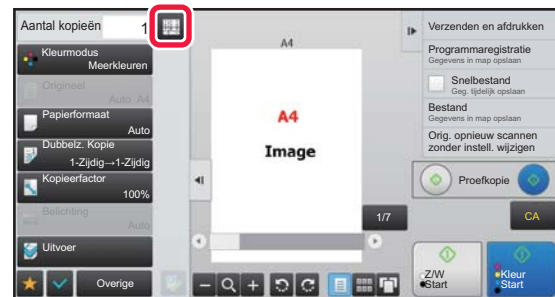 Aantal kopieën 1
Kleurmodus
Meerkleuren
Origineel
Auto A4
Papierformaat
Auto
Dubbelz. Kopie
1-Zijdig→1-Zijdig
Kopieerfactor
100%
Belichting
Auto
Uitvoer
Overige
A4
A4
Image
1/7
Verzenden en afdrukken
Programmaregistratie
Gegevens in map opslaan
Snelbestand
Geg. tijdelijk opslaan
Bestand
Gegevens in map opslaan
Orig. opnieuw scannen
zonder instell. wijzigen
Proefkopie
CA
Z/W
Start
Kleur
Start